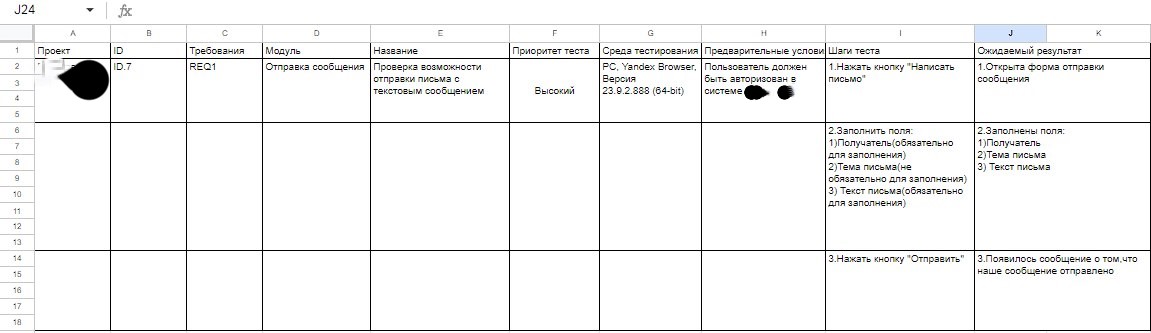 J24
fx
A B C D E F G H I J K
1 Проект ID Требования Модуль Название Приоритет теста Среда тестирования Предварительные услови Шаги теста Ожидаемый результат
2 ID.7 REQ1 Отправка сообщения Проверка возможности PC, Yandex Browser, Пользователь должен 1.Нажать кнопку "Написать 1.Открыта форма отправки
3 отправки письма с Высокий Версия быть авторизован в письмо" сообщения
4 текстовым сообщением 23.9.2.888 (64-bit) системе
5
6 2.Заполнить поля: 2.Заполнены поля:
7 1)Получатель(обязательно 1)Получатель
8 для заполнения) 2)Тема письма
9 2)Тема письма(не 3) Текст письма
10 обязательно для заполнения)
11 3) Текст письма(обязательно
12 для заполнения)
13
14 3.Нажать кнопку "Отправить" 3.Появилось сообщение о том,что
15 наше сообщение отправлено
16
17
18